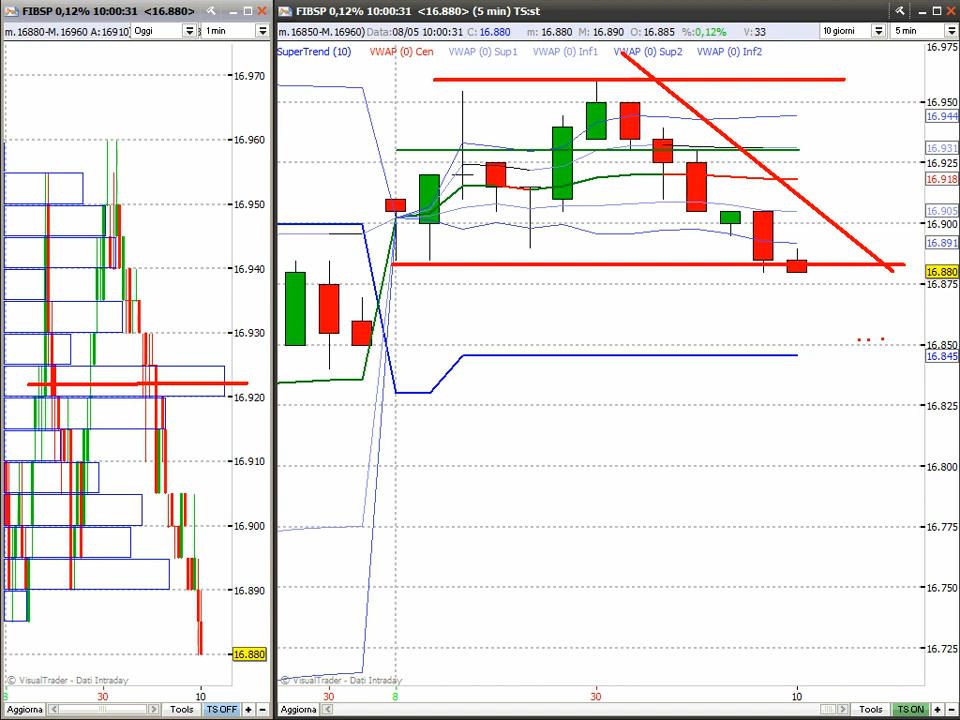 FIBSP 0,12% 10:00:31 <16.880>
m.16880-M.16960 A:16910
Oggi
1 min
16.970
16.960
16.950
16.940
16.930
16.920
16.910
16.900
16.890
16.880
© VisualTrader - Dati Intraday
8
30
10
Aggiorna
Tools
TS OFF
FIBSP 0,12% 10:00:31 <16.880> (5 min) TS:st
m.16850-M.16960) Data:08/05 10:00:31 C: 16.880 m: 16.880 M: 16.890 O: 16.885 %:0,12% V:33
10 giorni
5 min
SuperTrend (10) VWAP (0) Cen VWAP (0) Sup1 VWAP (0) Inf1 VWAP (0) Sup2 VWAP (0) Inf2
16.975
16.950
16.944
16.931
16.925
16.918
16.905
16.900
16.891
16.880
16.875
16.850
16.845
16.825
16.800
16.775
16.750
16.725
© VisualTrader - Dati Intraday
30
8
30
10
Aggiorna
Tools
TS ON